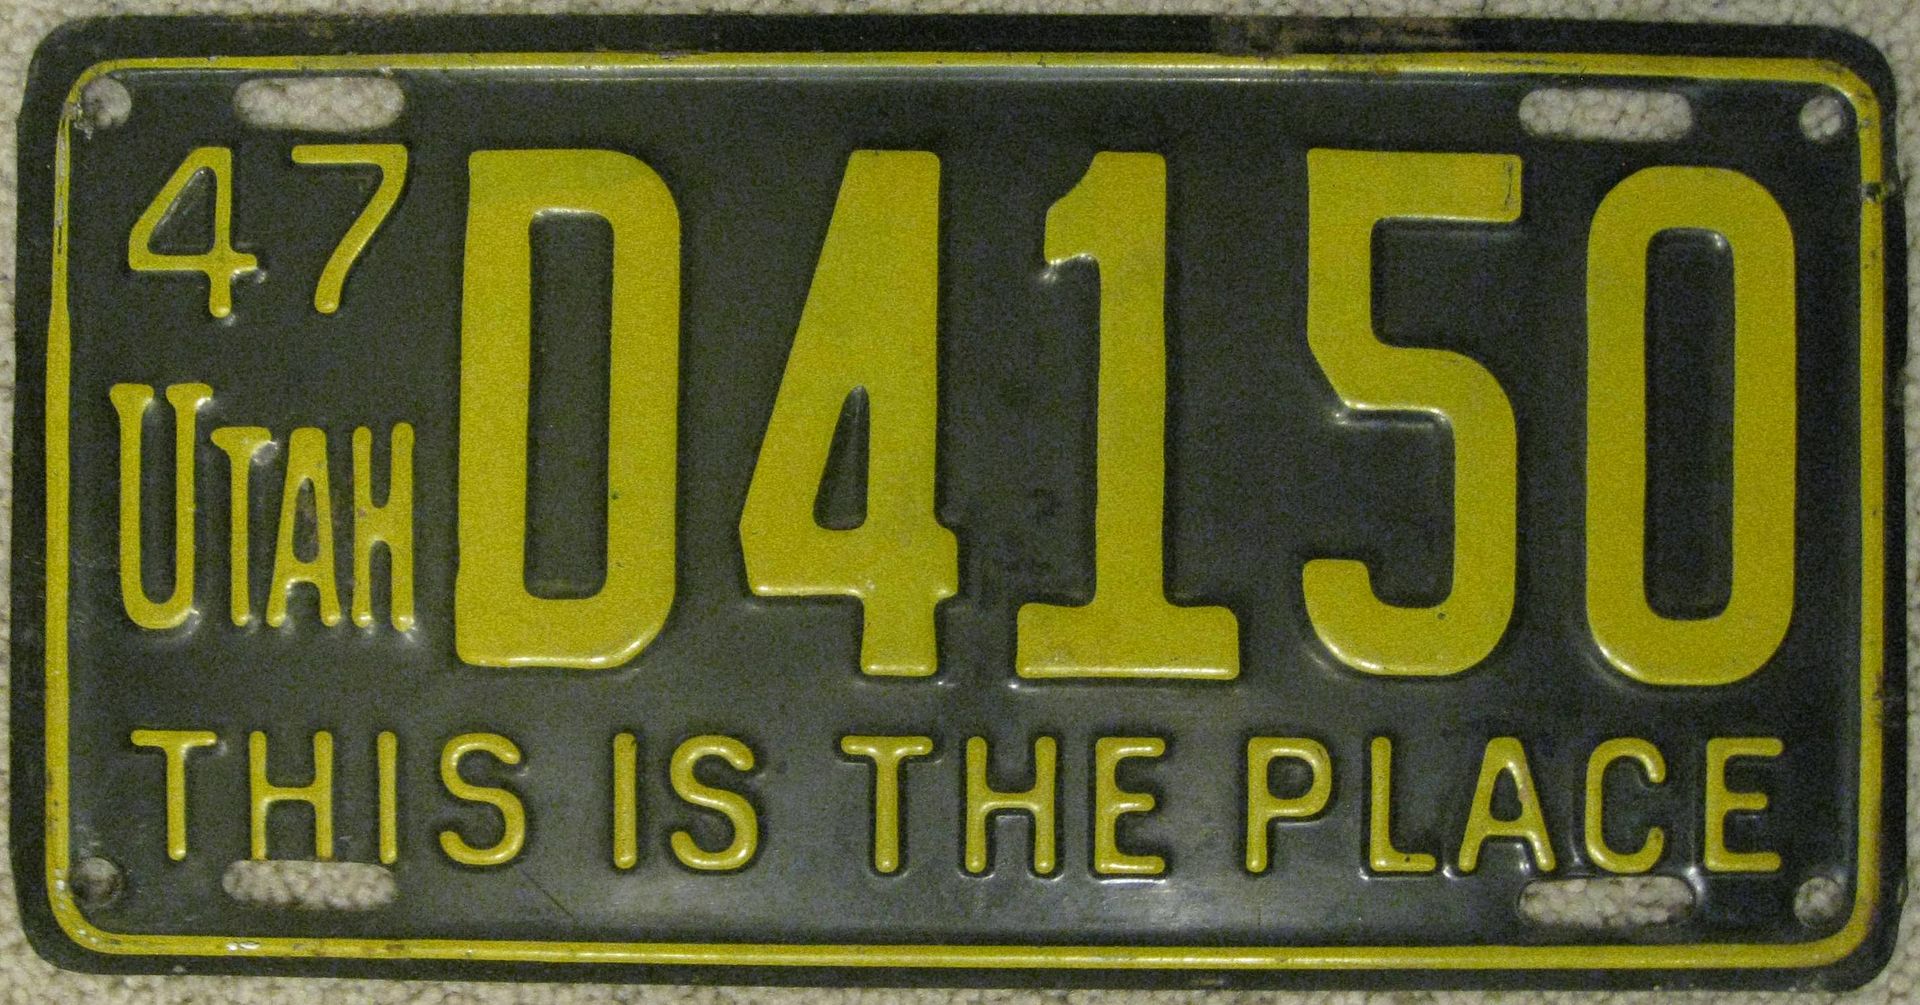 47
UTAH
D4150
THIS IS THE PLACE